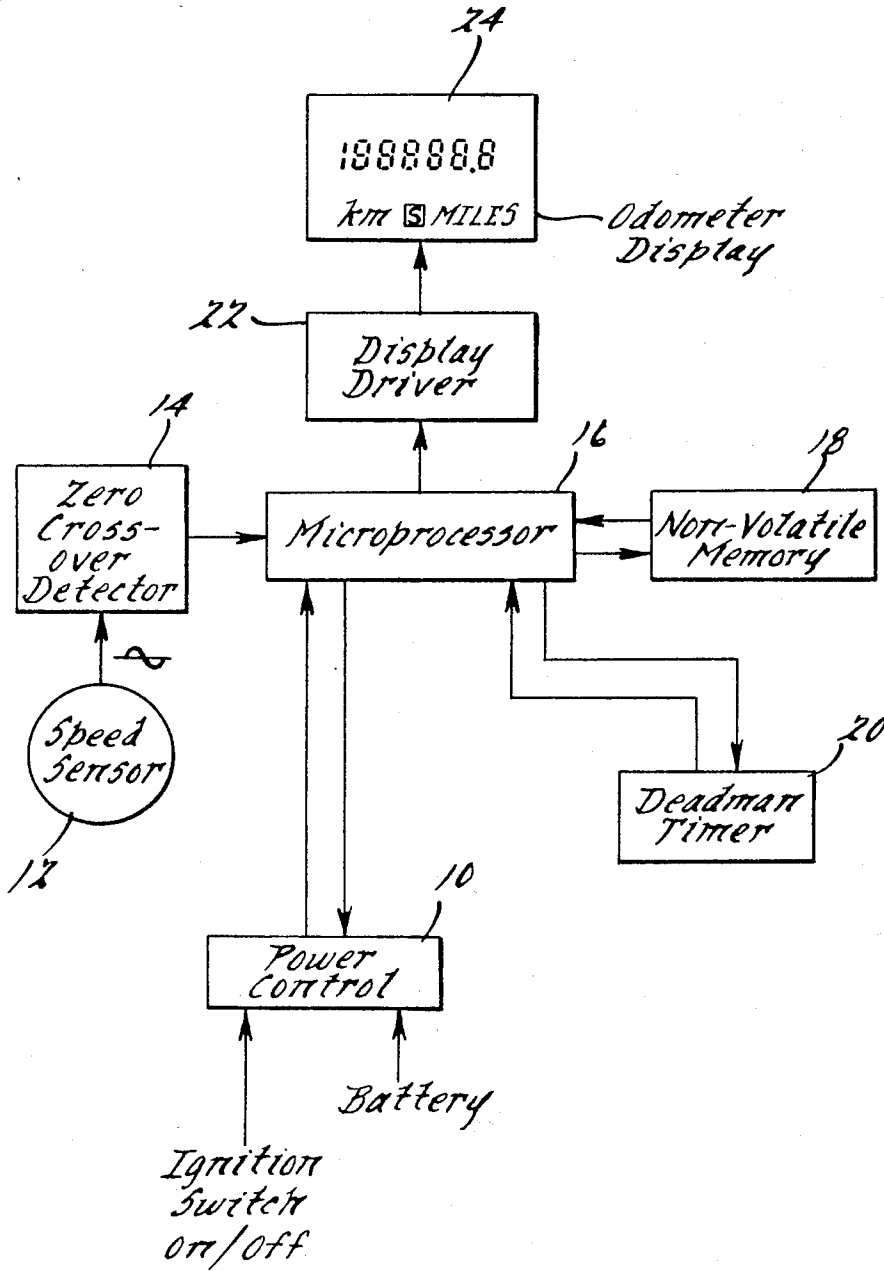 24
188888.8
km S MILES
Odometer
Display
22
Display
Driver
14
16
18
Zero
Cross-
over
Detector
Microprocessor
Non-Volatile
Memory
Speed
Sensor
12
20
Deadman
Timer
10
Power
Control
Battery
Ignition
Switch
On/Off